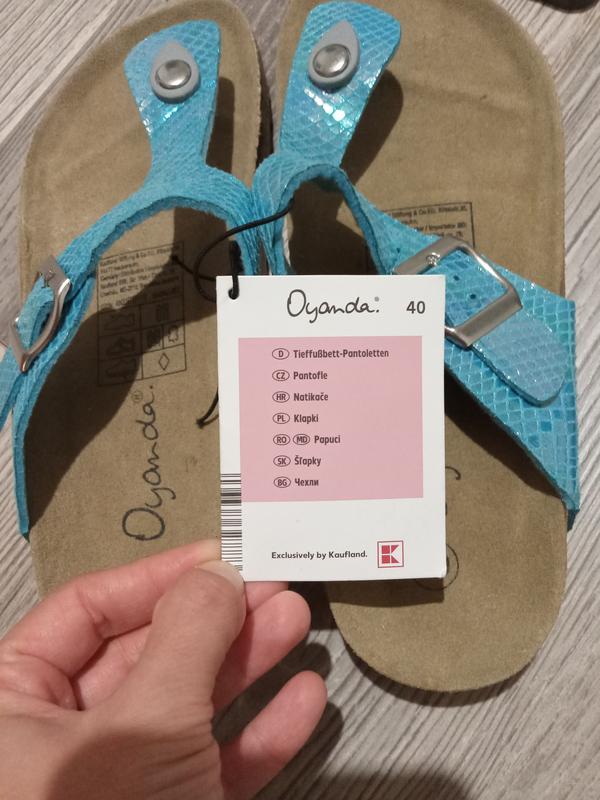 Oyanda.® 40
D Tieffußbett-Pantoletten
CZ Pantofle
HR Natikače
PL Klapki
RO MD Papuci
SK Šľapky
BG Чехли
Exclusively by Kaufland.
Oyanda.®